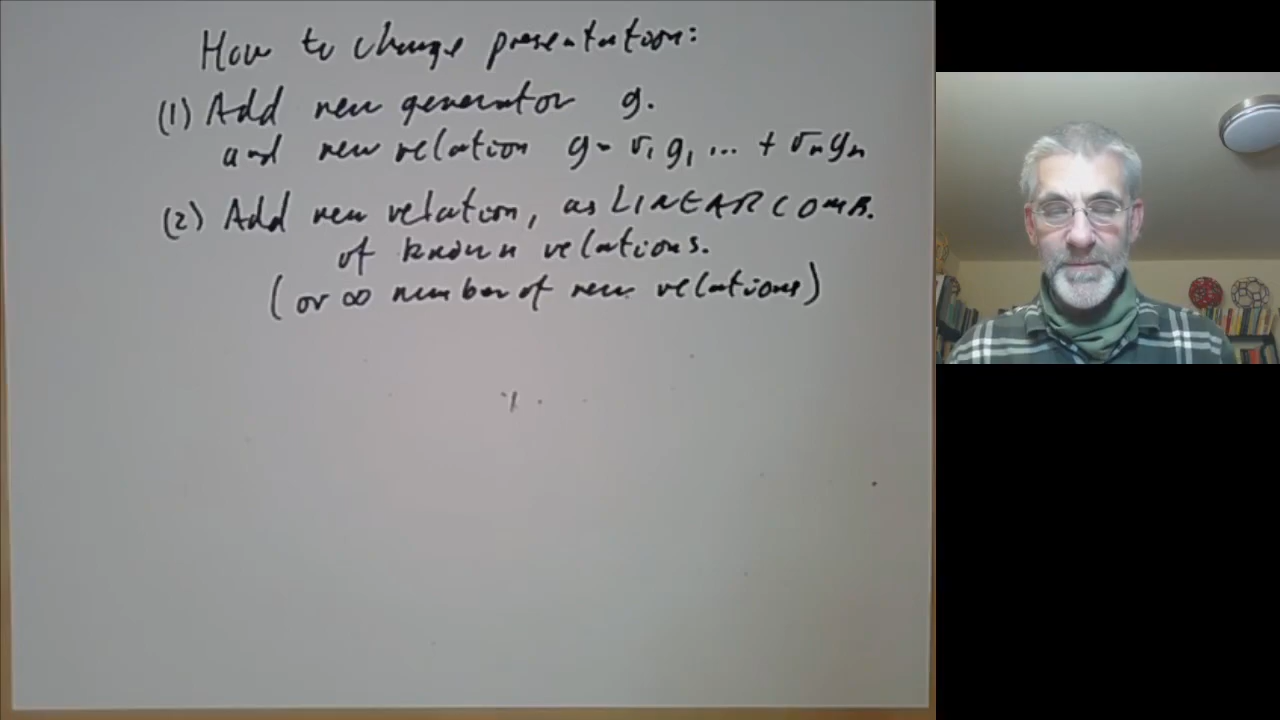 How to change presentation:
(1) Add new generator g.
and new relation g = r₁g₁ ... + rₙgₙ
(2) Add new relation, as LINEAR COMB.
of known relations.
(or ∞ number of new relations)